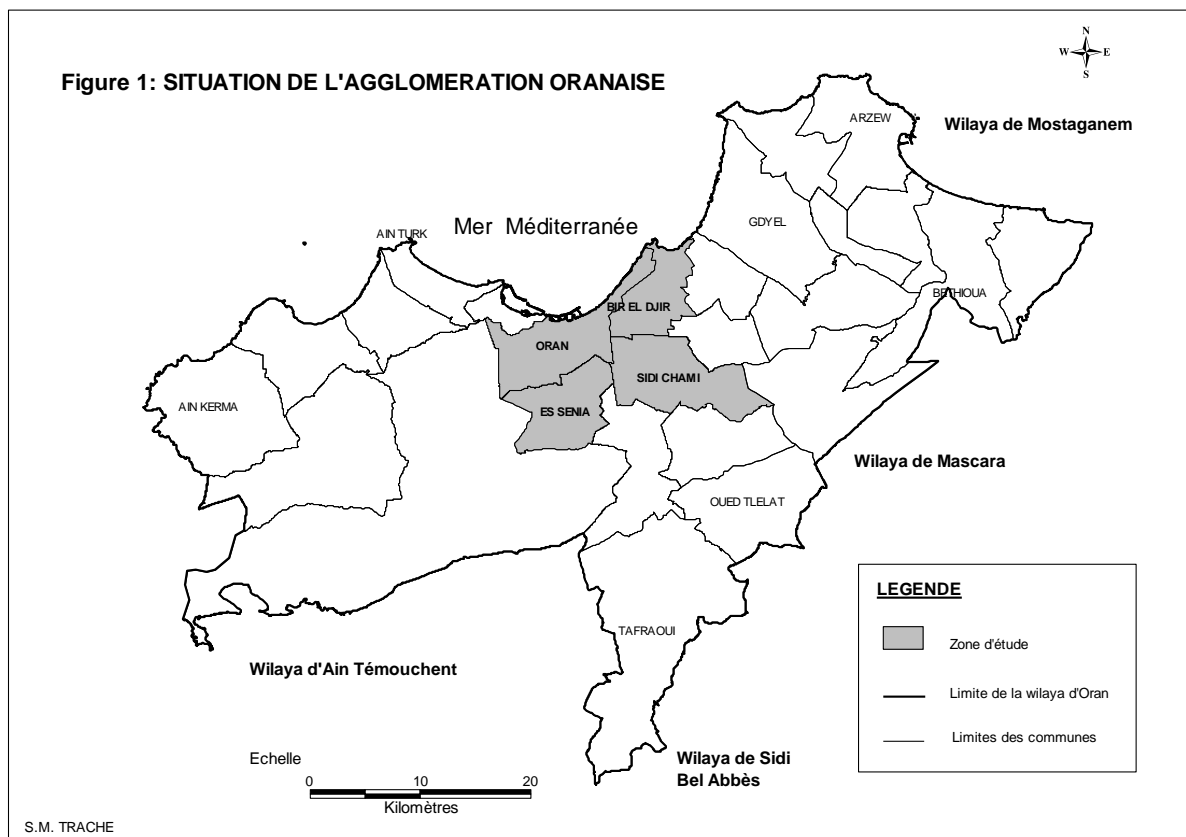 N
W E
S
Figure 1: SITUATION DE L'AGGLOMERATION ORANAISE
ARZEW
Wilaya de Mostaganem
GDYEL
Mer Méditerranée
AIN TURK
BETHIOUA
BIR EL DJIR
ORAN
SIDI CHAMI
AIN KERMA
ES SENIA
Wilaya de Mascara
OUED TLELAT
TAFRAOUI
Wilaya d'Ain Témouchent
Wilaya de Sidi
Bel Abbès
LEGENDE
Zone d'étude
Limite de la wilaya d'Oran
Limites des communes
Echelle
0 10 20
Kilomètres
S.M. TRACHE